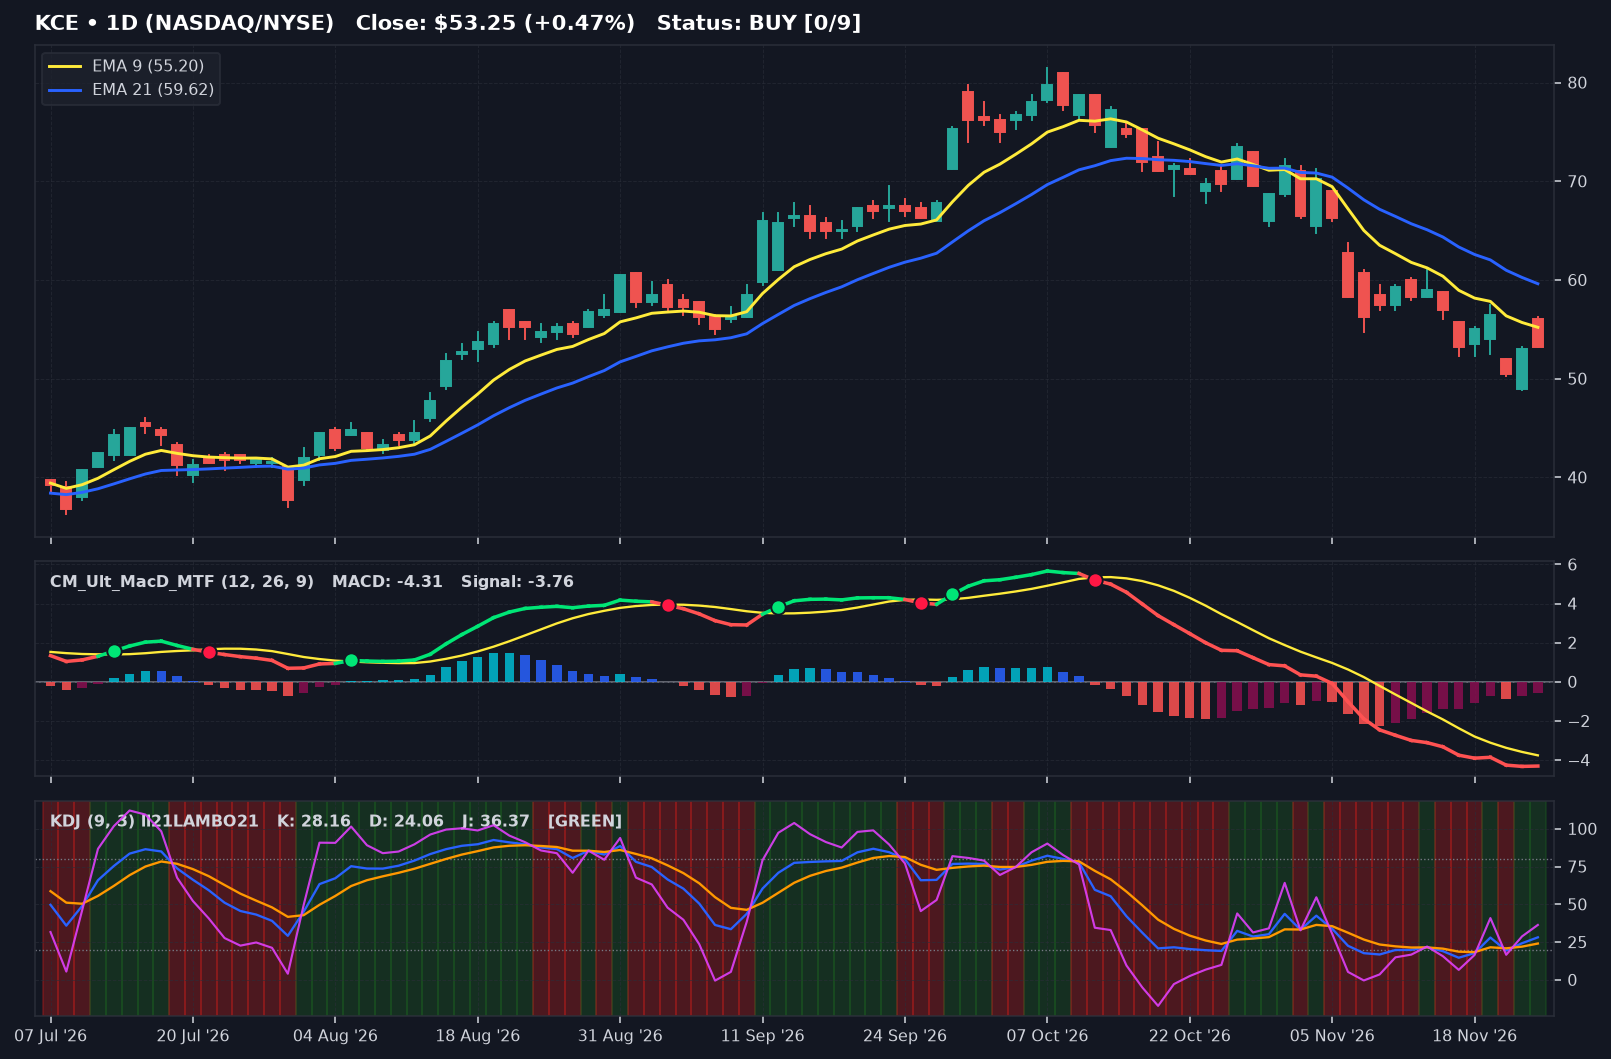 KCE • 1D (NASDAQ/NYSE)   Close: $53.25 (+0.47%)   Status: BUY [0/9]
EMA 9 (55.20)
EMA 21 (59.62)
80
70
60
50
40
CM_Ult_MacD_MTF (12, 26, 9)   MACD: -4.31   Signal: -3.76
6
4
2
0
−2
−4
KDJ (9, 3) li21LAMBO21   K: 28.16   D: 24.06   J: 36.37   [GREEN]
100
75
50
25
0
07 Jul '26
20 Jul '26
04 Aug '26
18 Aug '26
31 Aug '26
11 Sep '26
24 Sep '26
07 Oct '26
22 Oct '26
05 Nov '26
18 Nov '26